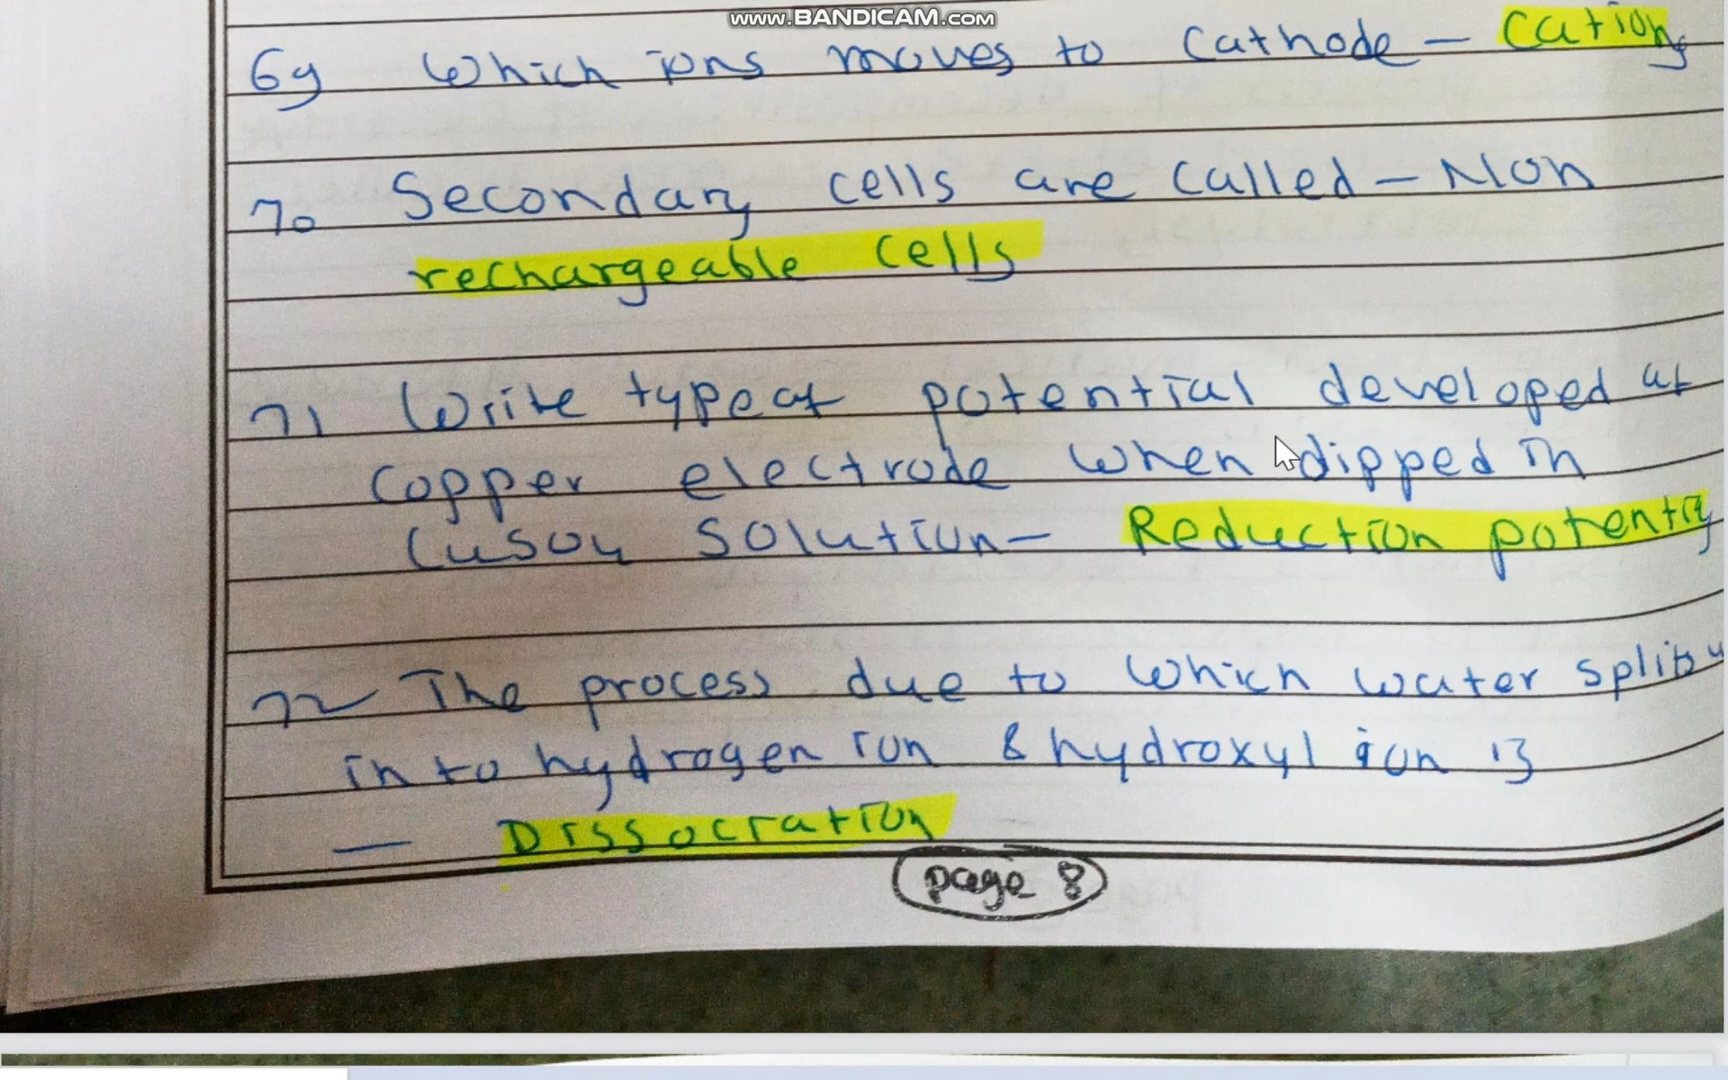 www.BANDICAM.com
69 Which ions moves to Cathode - Cations
70 Secondary cells are called - Non
rechargeable cells
71 Write type of potential developed at
Copper electrode when dipped in
CuSO4 Solution - Reduction potential
72 The process due to which water splits
into hydrogen ion & hydroxyl ion is
- Dissociation
page 8